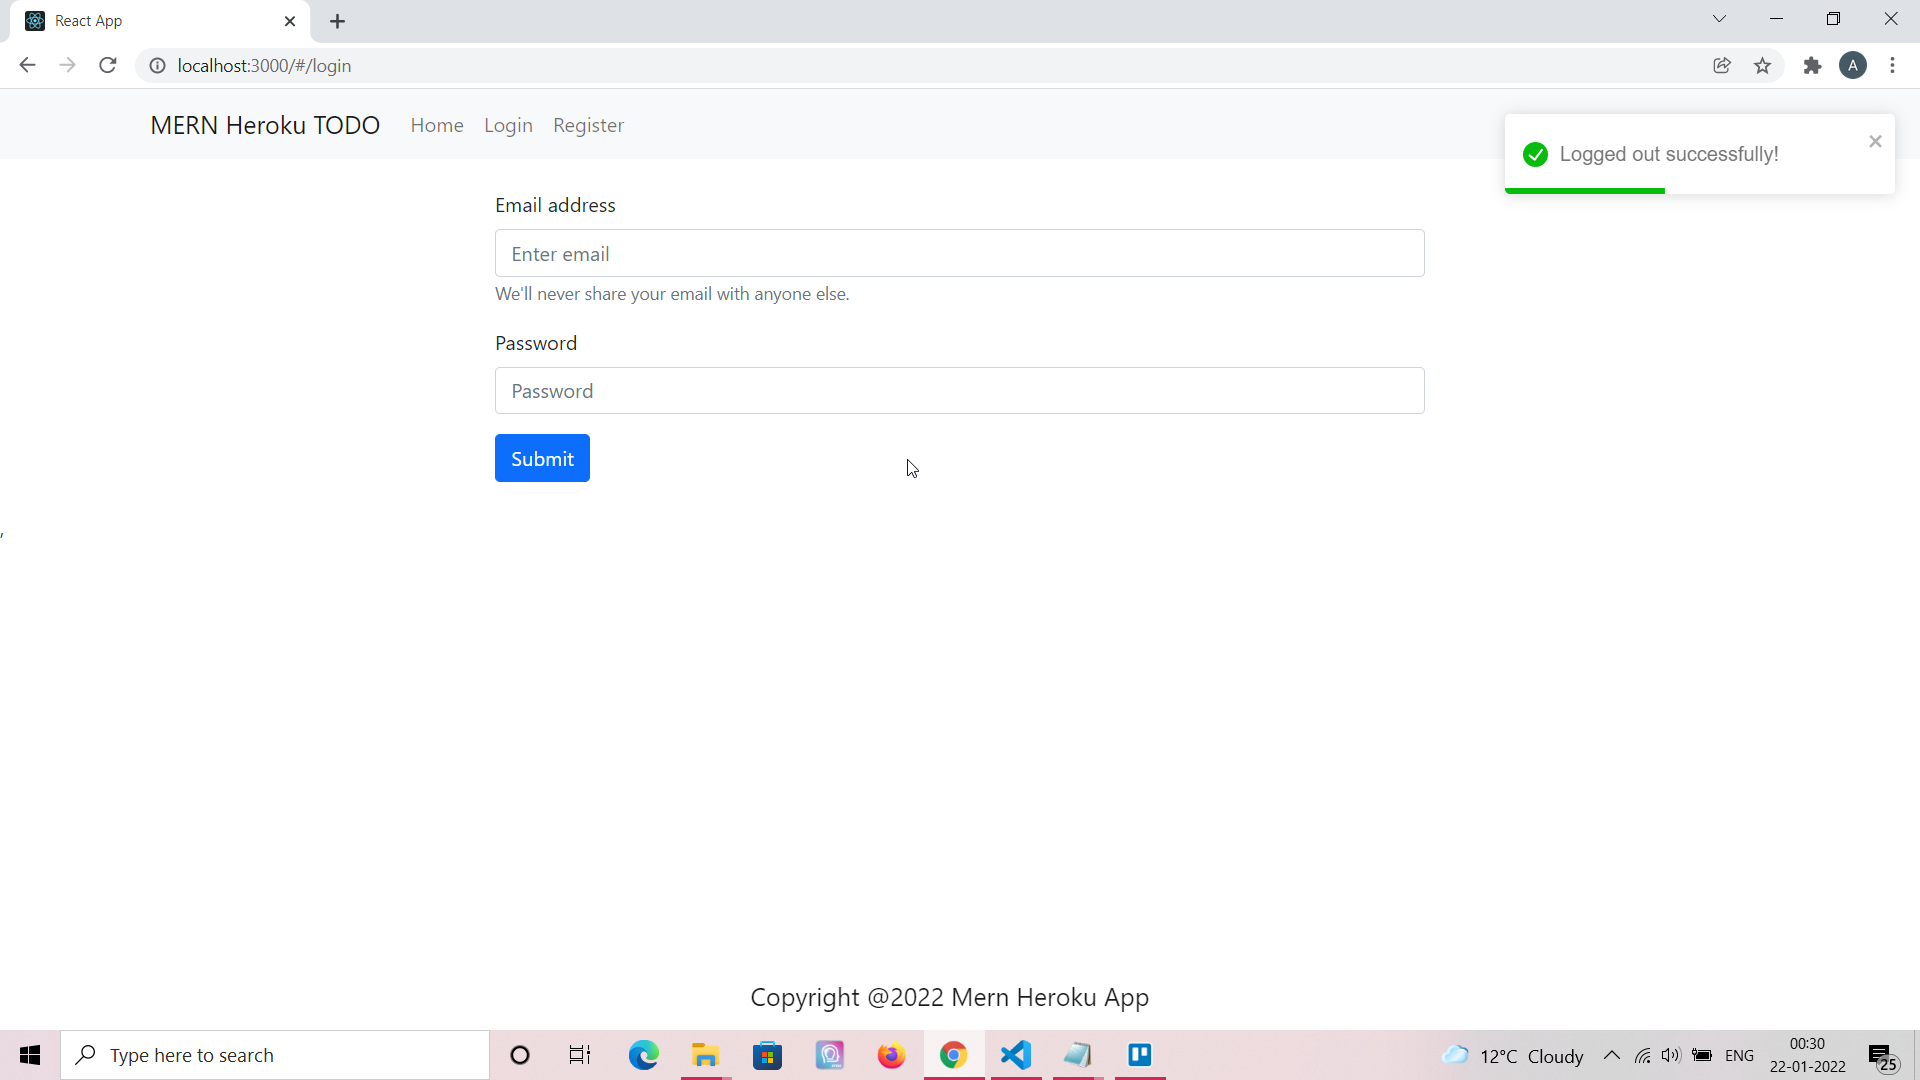 React App
localhost:3000/#/login
A
MERN Heroku TODO Home Login Register
Logged out successfully!
Email address
Enter email
We'll never share your email with anyone else.
Password
Password
Submit
,
Copyright @2022 Mern Heroku App
Type here to search
12°C Cloudy
ENG
00:30
22-01-2022
25